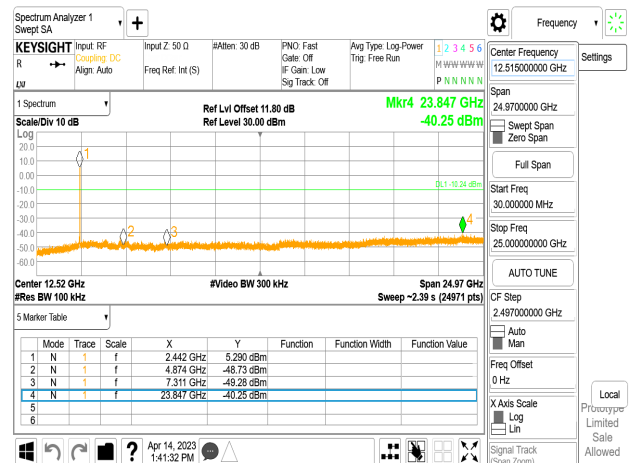 Spectrum Analyzer 1
Swept SA
Frequency
KEYSIGHT
R
Input: RF
Coupling: DC
Align: Auto
Input Z: 50 Ω
Freq Ref: Int (S)
#Atten: 30 dB
PNO: Fast
Gate: Off
IF Gain: Low
Sig Track: Off
Avg Type: Log-Power
Trig: Free Run
1 2 3 4 5 6
M W W W W W
P N N N N N
LXI
1 Spectrum
Scale/Div 10 dB
Ref Lvl Offset 11.80 dB
Ref Level 30.00 dBm
Mkr4 23.847 GHz
-40.25 dBm
Log
20.0
10.0
0.00
-10.0
-20.0
-30.0
-40.0
-50.0
-60.0
1
2
3
4
DL1 -10.24 dBm
Center 12.52 GHz
#Res BW 100 kHz
#Video BW 300 kHz
Span 24.97 GHz
Sweep ~2.39 s (24971 pts)
5 Marker Table
Mode Trace Scale X Y Function Function Width Function Value
1 N 1 f 2.442 GHz 5.290 dBm
2 N 1 f 4.874 GHz -48.73 dBm
3 N 1 f 7.311 GHz -49.28 dBm
4 N 1 f 23.847 GHz -40.25 dBm
5
6
?
Apr 14, 2023
1:41:32 PM
Center Frequency
12.515000000 GHz
Span
24.9700000 GHz
Swept Span
Zero Span
Full Span
Start Freq
30.000000 MHz
Stop Freq
25.000000000 GHz
AUTO TUNE
CF Step
2.497000000 GHz
Auto
Man
Freq Offset
0 Hz
X Axis Scale
Log
Lin
Signal Track
(Span Zoom)
Settings
Local
Prototype
Limited
Sale
Allowed